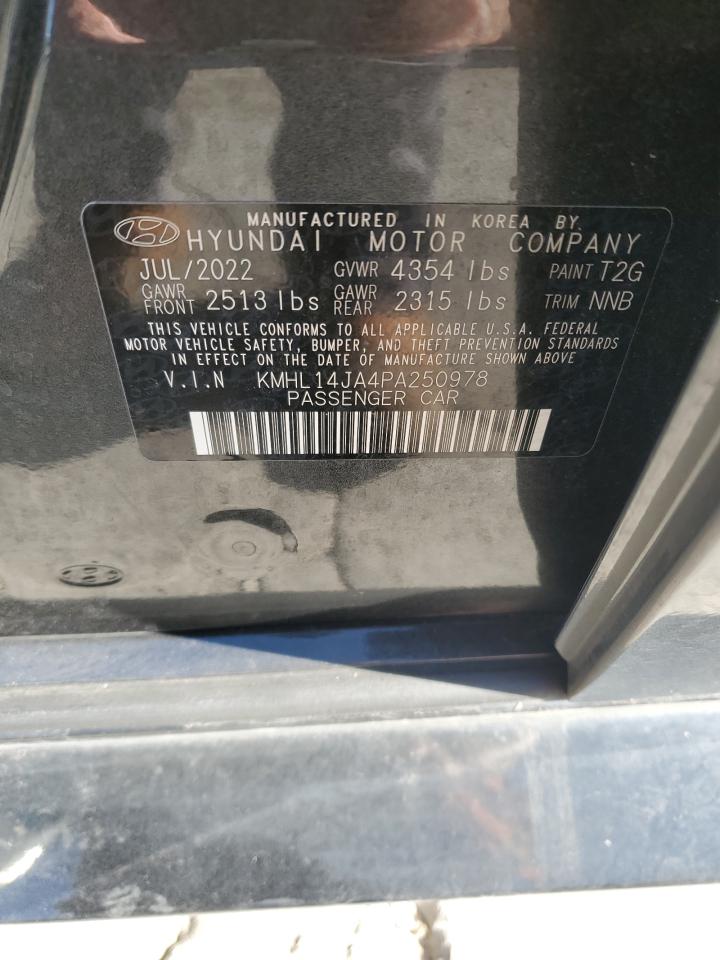 MANUFACTURED IN KOREA BY
HYUNDAI MOTOR COMPANY
JUL/2022 GVWR 4354 lbs PAINT T2G
GAWR FRONT 2513 lbs GAWR REAR 2315 lbs TRIM NNB
THIS VEHICLE CONFORMS TO ALL APPLICABLE U.S.A. FEDERAL
MOTOR VEHICLE SAFETY, BUMPER, AND THEFT PREVENTION STANDARDS
IN EFFECT ON THE DATE OF MANUFACTURE SHOWN ABOVE
V.I.N KMHL14JA4PA250978
PASSENGER CAR